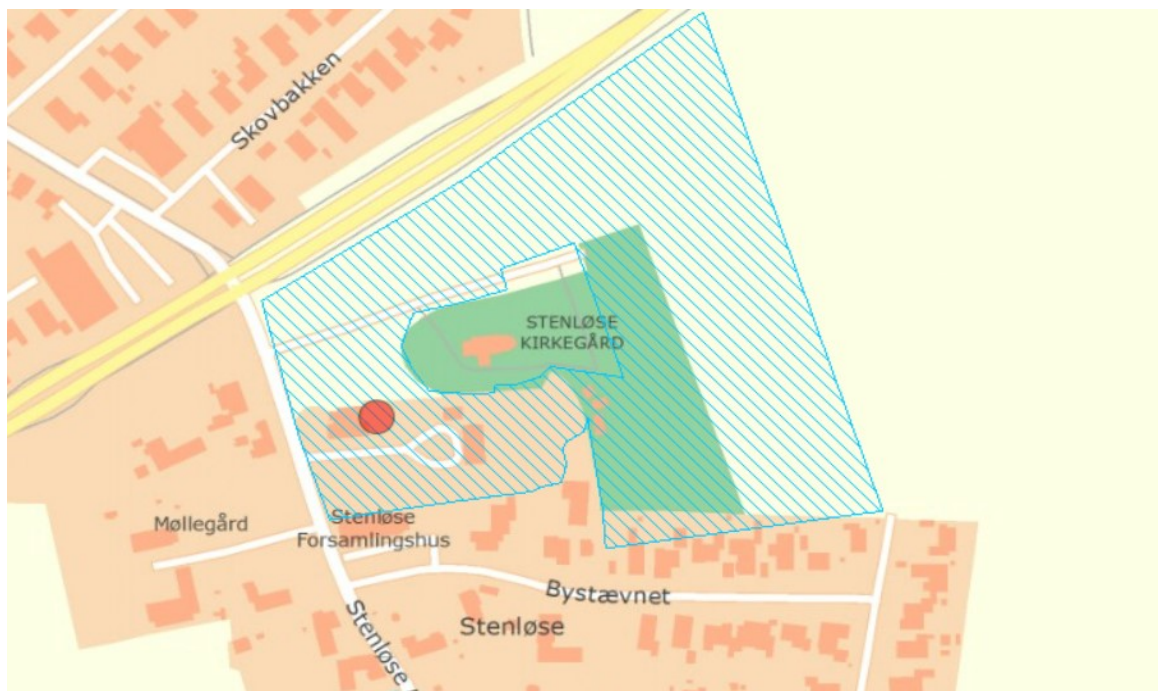 Skovbakken
STENLØSE
KIRKEGÅRD
Møllegård
Stenløse
Forsamlingshus
Bystævnet
Stenløse
Stenløse